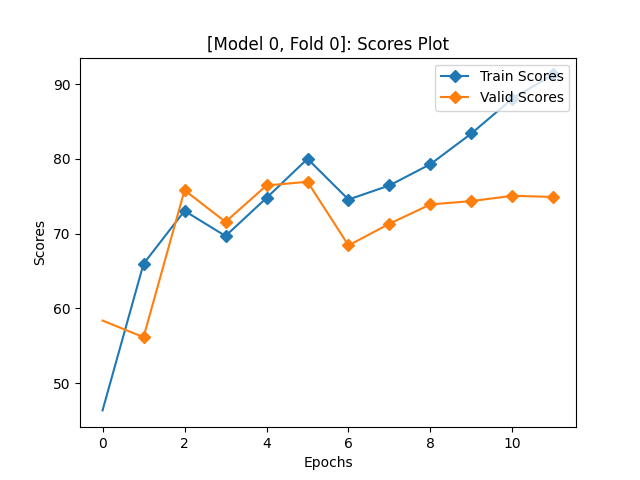 [Model 0, Fold 0]: Scores Plot
Train Scores
Valid Scores
90
80
70
60
50
Scores
0 2 4 6 8 10
Epochs